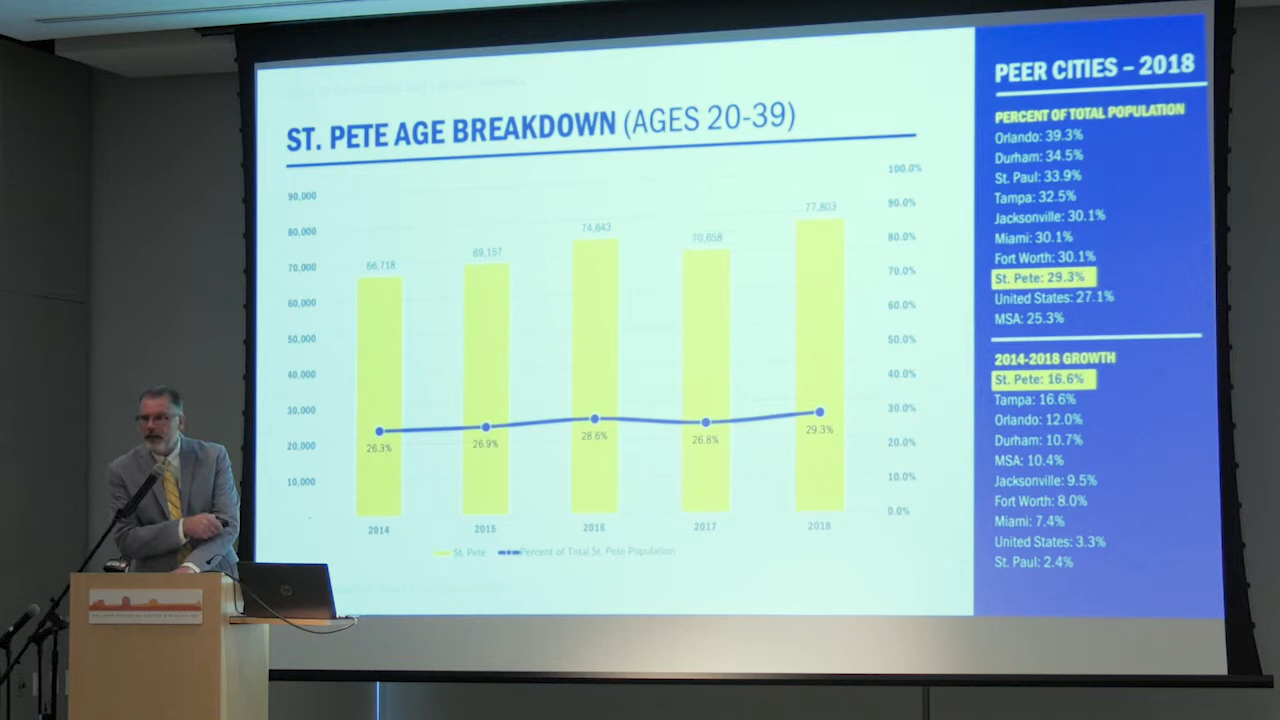 ST. PETE AGE BREAKDOWN (AGES 20-39)
90,000
80,000
70,000
60,000
50,000
40,000
30,000
20,000
10,000
66,718
69,157
74,643
70,658
77,803
26.3%
26.9%
28.6%
26.8%
29.3%
100.0%
90.0%
80.0%
70.0%
60.0%
50.0%
40.0%
30.0%
20.0%
10.0%
0.0%
2014
2015
2016
2017
2018
St. Pete
Percent of Total St. Pete Population
PEER CITIES – 2018
PERCENT OF TOTAL POPULATION
Orlando: 39.3%
Durham: 34.5%
St. Paul: 33.9%
Tampa: 32.5%
Jacksonville: 30.1%
Miami: 30.1%
Fort Worth: 30.1%
St. Pete: 29.3%
United States: 27.1%
MSA: 25.3%
2014-2018 GROWTH
St. Pete: 16.6%
Tampa: 16.6%
Orlando: 12.0%
Durham: 10.7%
MSA: 10.4%
Jacksonville: 9.5%
Fort Worth: 8.0%
Miami: 7.4%
United States: 3.3%
St. Paul: 2.4%